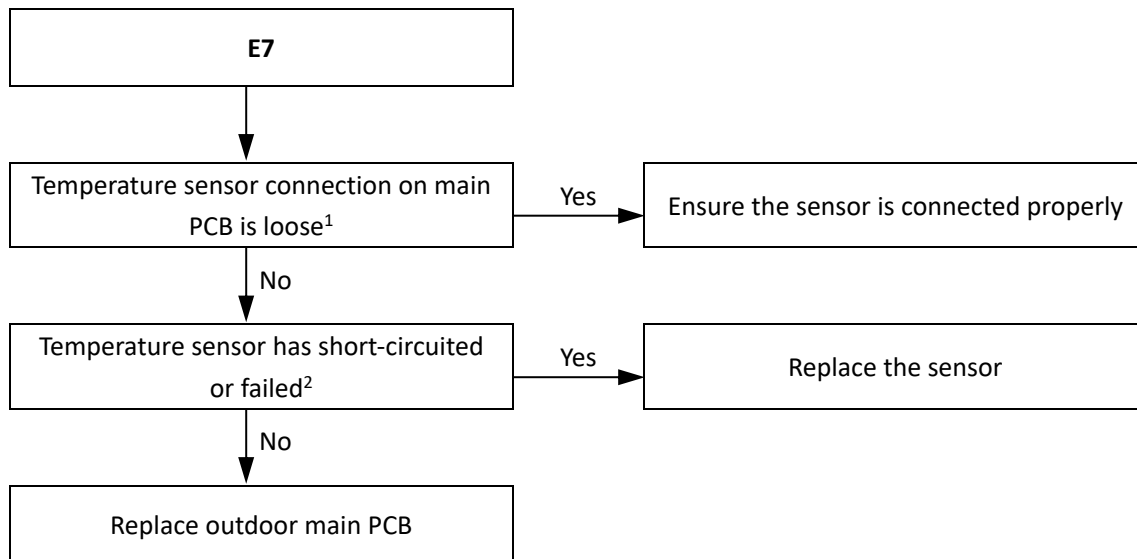 E7
Temperature sensor connection on main
PCB is loose1
Yes
Ensure the sensor is connected properly
No
Temperature sensor has short-circuited
or failed2
Yes
Replace the sensor
No
Replace outdoor main PCB